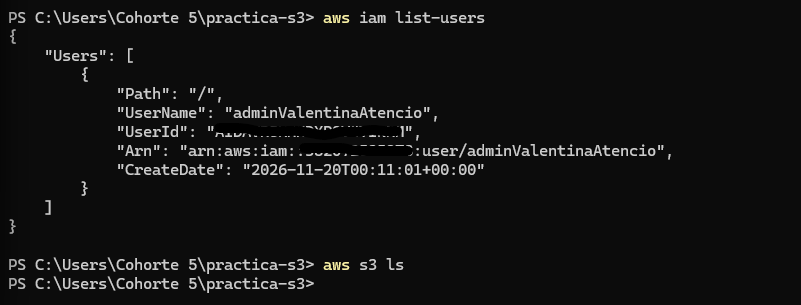 PS C:\Users\Cohorte 5\practica-s3> aws iam list-users
{
    "Users": [
        {
            "Path": "/",
            "UserName": "adminValentinaAtencio",
            "UserId": "
            "Arn": "arn:aws:iam: :user/adminValentinaAtencio",
            "CreateDate": "2026-11-20T00:11:01+00:00"
        }
    ]
}
PS C:\Users\Cohorte 5\practica-s3> aws s3 ls
PS C:\Users\Cohorte 5\practica-s3>